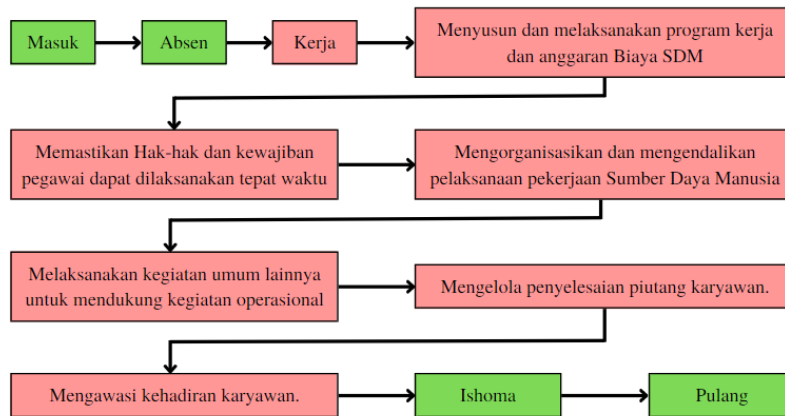 Masuk
Absen
Kerja
Menyusun dan melaksanakan program kerja
dan anggaran Biaya SDM
Memastikan Hak-hak dan kewajiban
pegawai dapat dilaksanakan tepat waktu
Mengorganisasikan dan mengendalikan
pelaksanaan pekerjaan Sumber Daya Manusia
Melaksanakan kegiatan umum lainnya
untuk mendukung kegiatan operasional
Mengelola penyelesaian piutang karyawan.
Mengawasi kehadiran karyawan.
Ishoma
Pulang